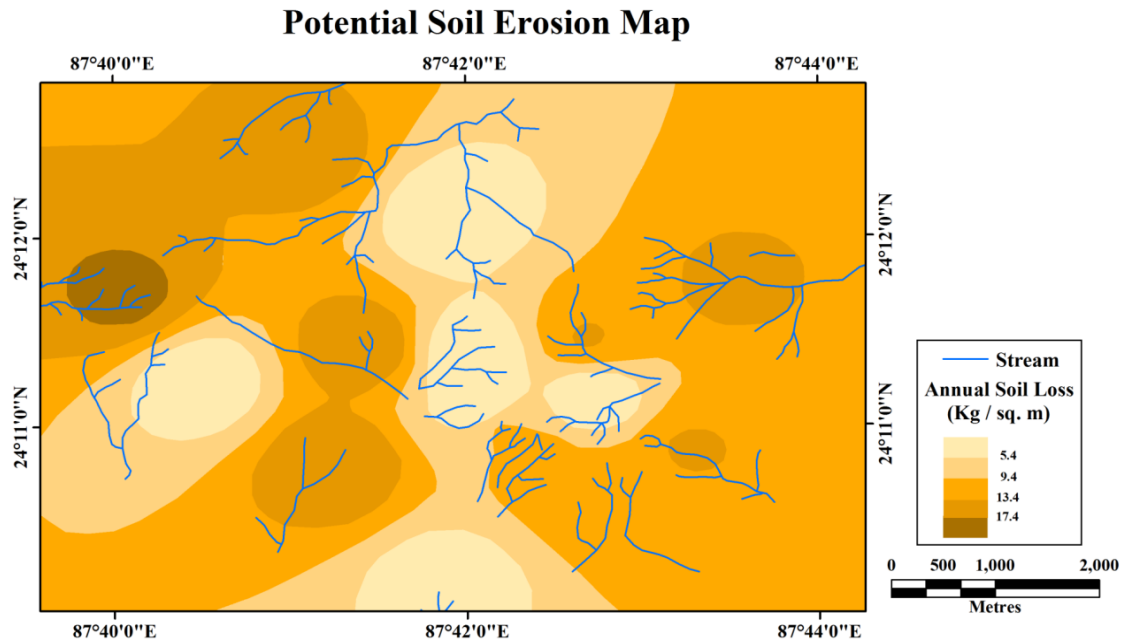 Potential Soil Erosion Map
87°40'0"E 87°42'0"E 87°44'0"E
24°12'0"N 24°12'0"N
24°11'0"N 24°11'0"N
Stream
Annual Soil Loss
(Kg / sq. m)
5.4
9.4
13.4
17.4
0 500 1,000 2,000
Metres
87°40'0"E 87°42'0"E 87°44'0"E